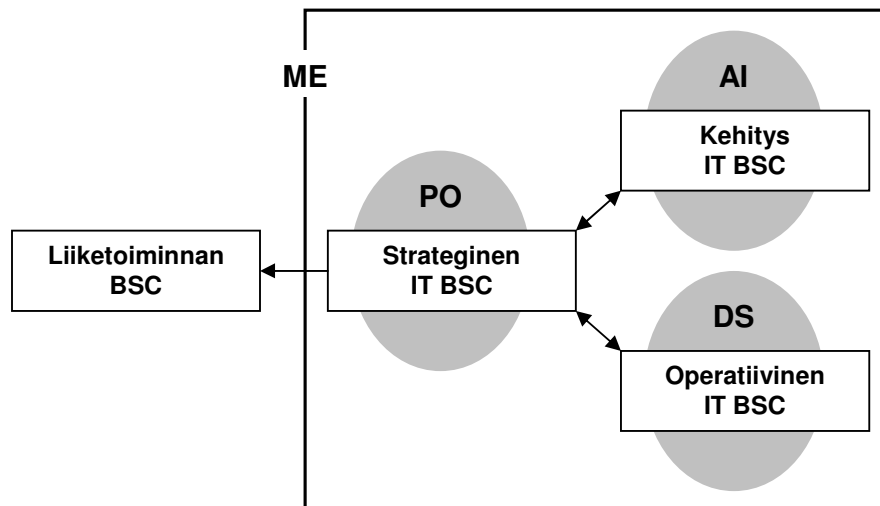 ME
AI
Kehitys
IT BSC
PO
Liiketoiminnan
BSC
Strateginen
IT BSC
DS
Operatiivinen
IT BSC